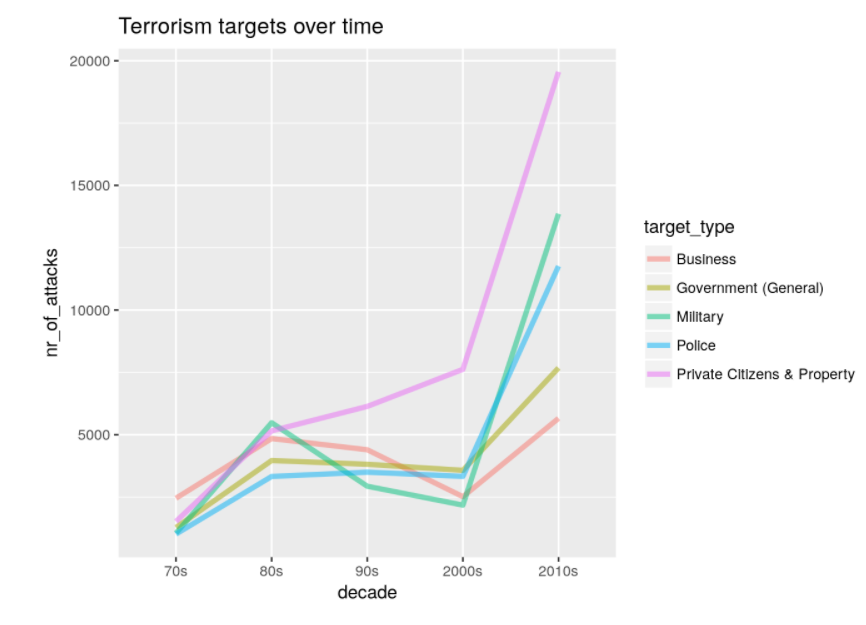 Terrorism targets over time
nr_of_attacks
20000
15000
10000
5000
70s 80s 90s 2000s 2010s
decade
target_type
Business
Government (General)
Military
Police
Private Citizens & Property